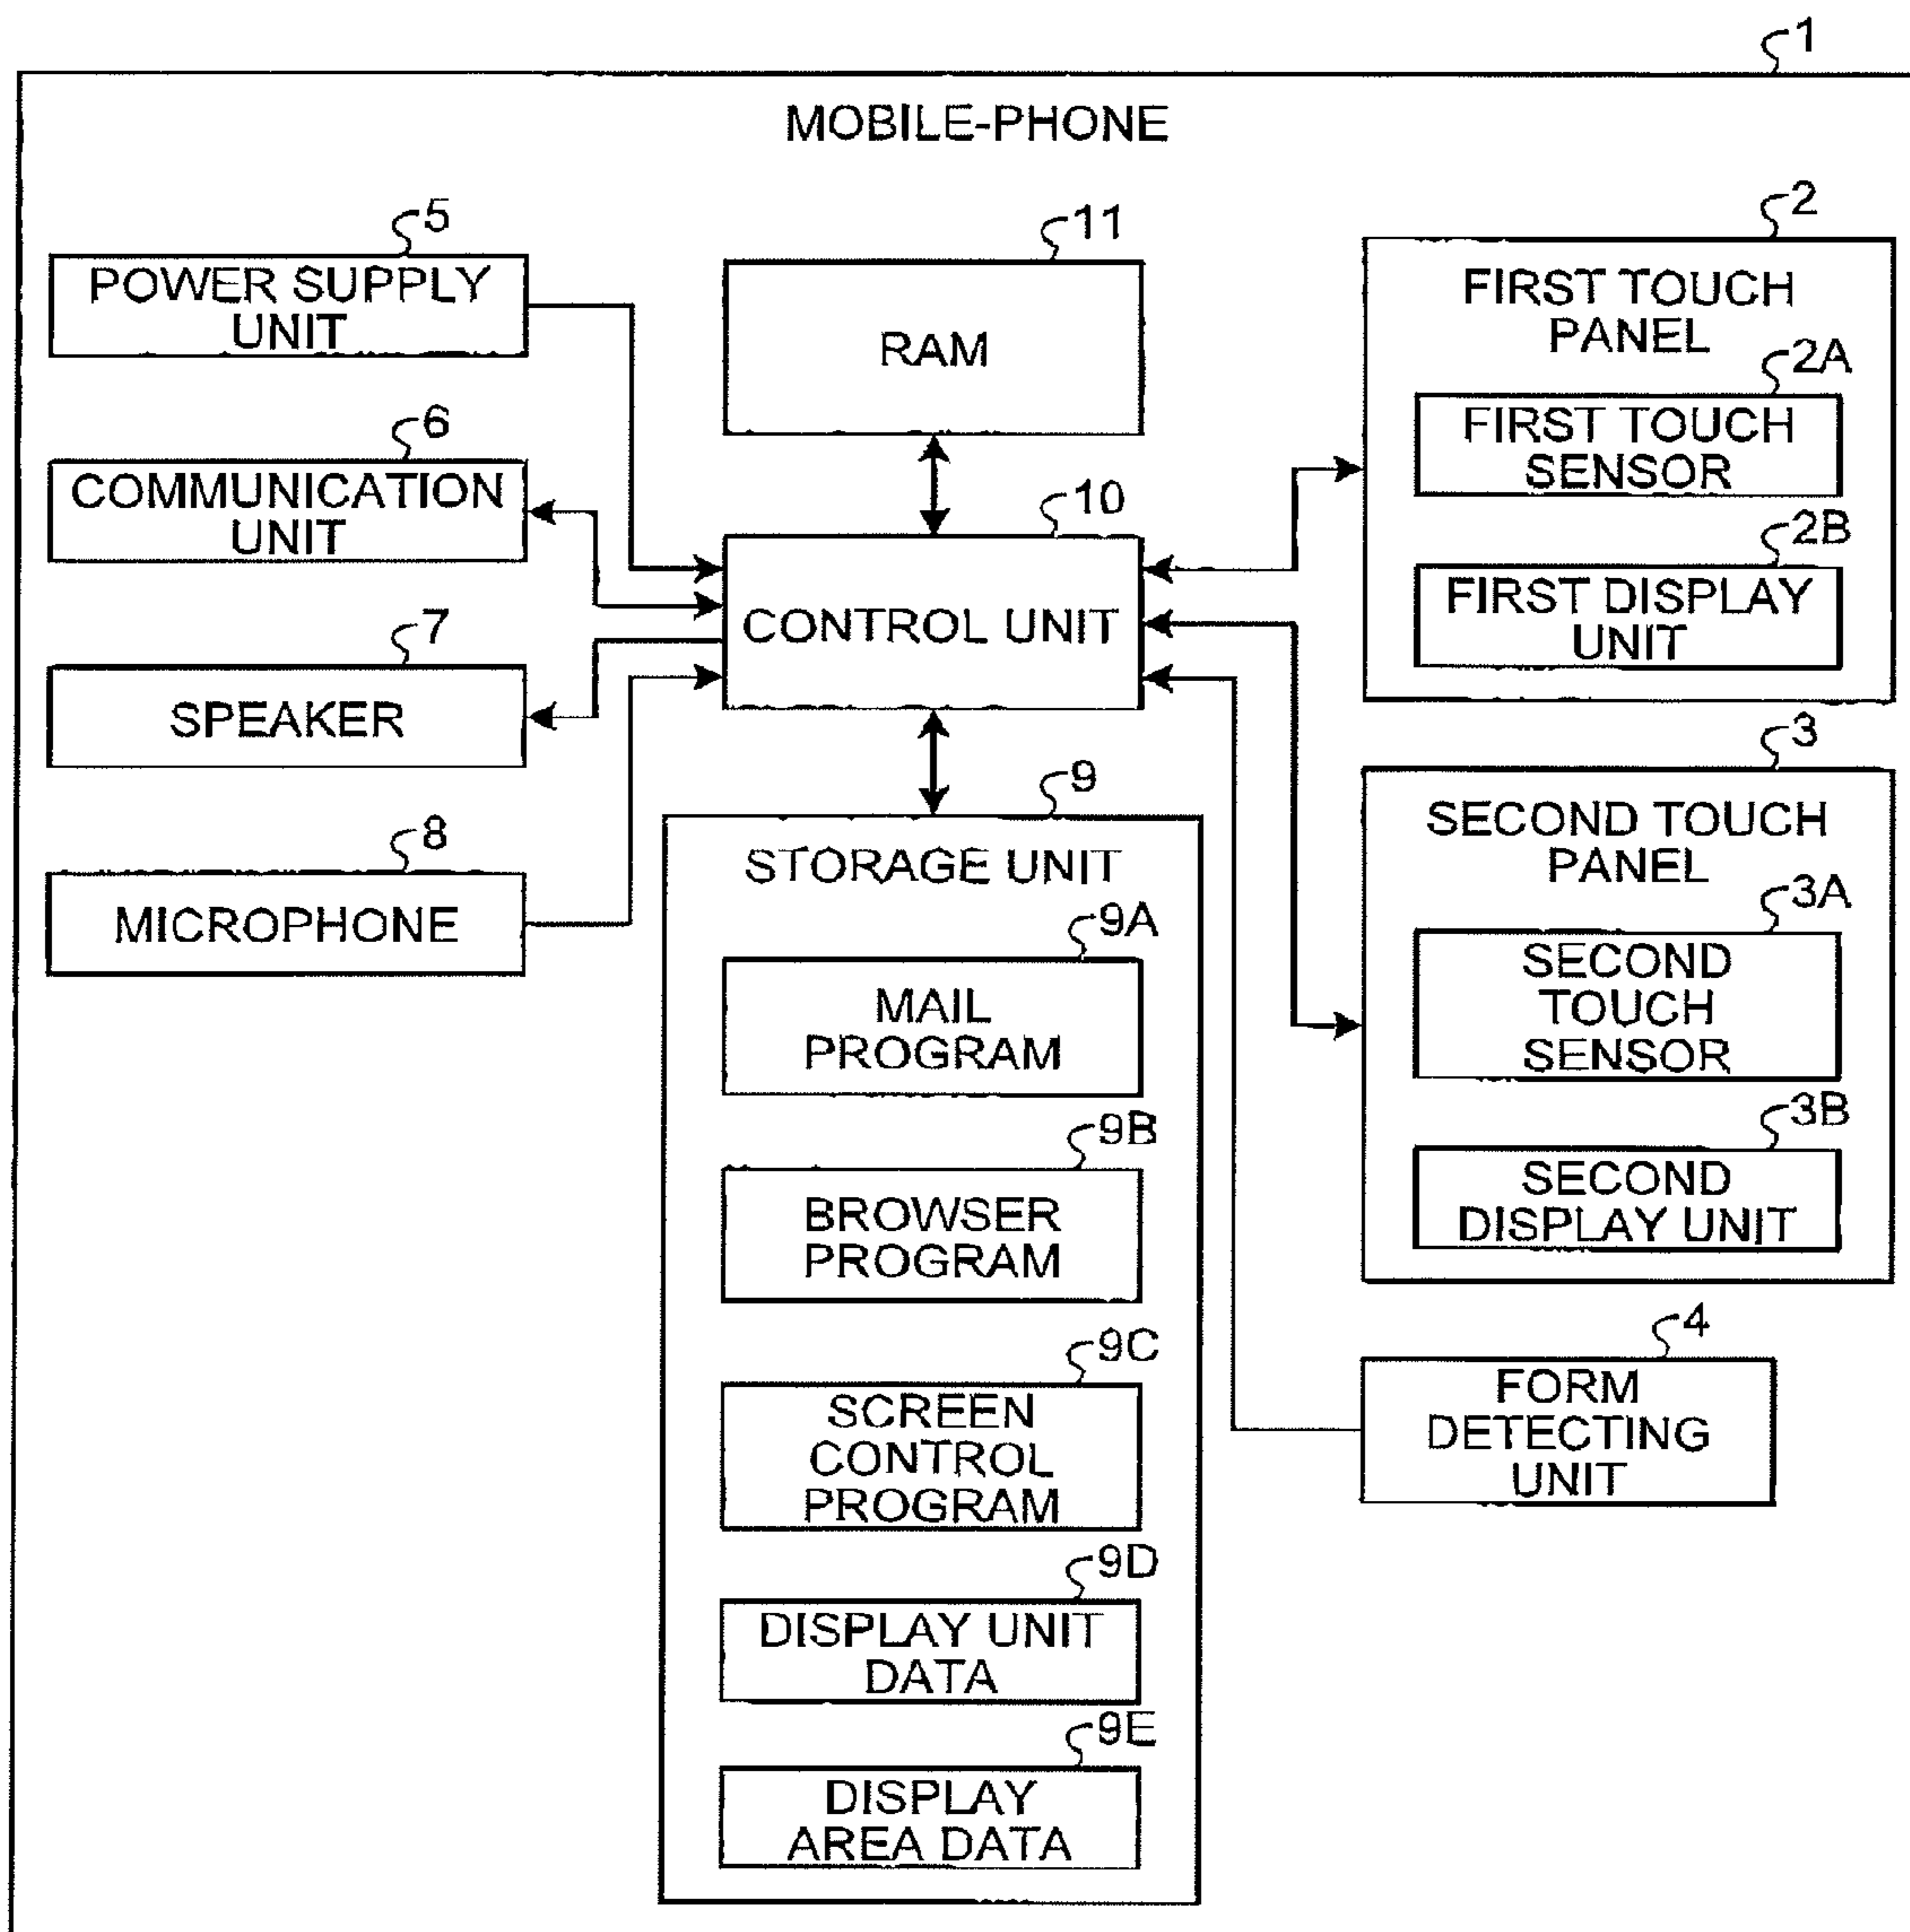 1
MOBILE-PHONE
5
POWER SUPPLY
UNIT
6
COMMUNICATION
UNIT
7
SPEAKER
8
MICROPHONE
11
RAM
10
CONTROL UNIT
9
STORAGE UNIT
9A
MAIL
PROGRAM
9B
BROWSER
PROGRAM
9C
SCREEN
CONTROL
PROGRAM
9D
DISPLAY UNIT
DATA
9E
DISPLAY
AREA DATA
2
FIRST TOUCH
PANEL
2A
FIRST TOUCH
SENSOR
2B
FIRST DISPLAY
UNIT
3
SECOND TOUCH
PANEL
3A
SECOND
TOUCH
SENSOR
3B
SECOND
DISPLAY UNIT
4
FORM
DETECTING
UNIT